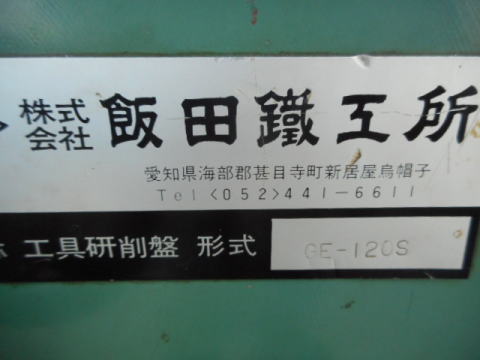 株式会社 飯田鐵工所
愛知県海部郡甚目寺町新居屋烏帽子
Tel<052>441-6611
工具研削盤 形式 GE-120S